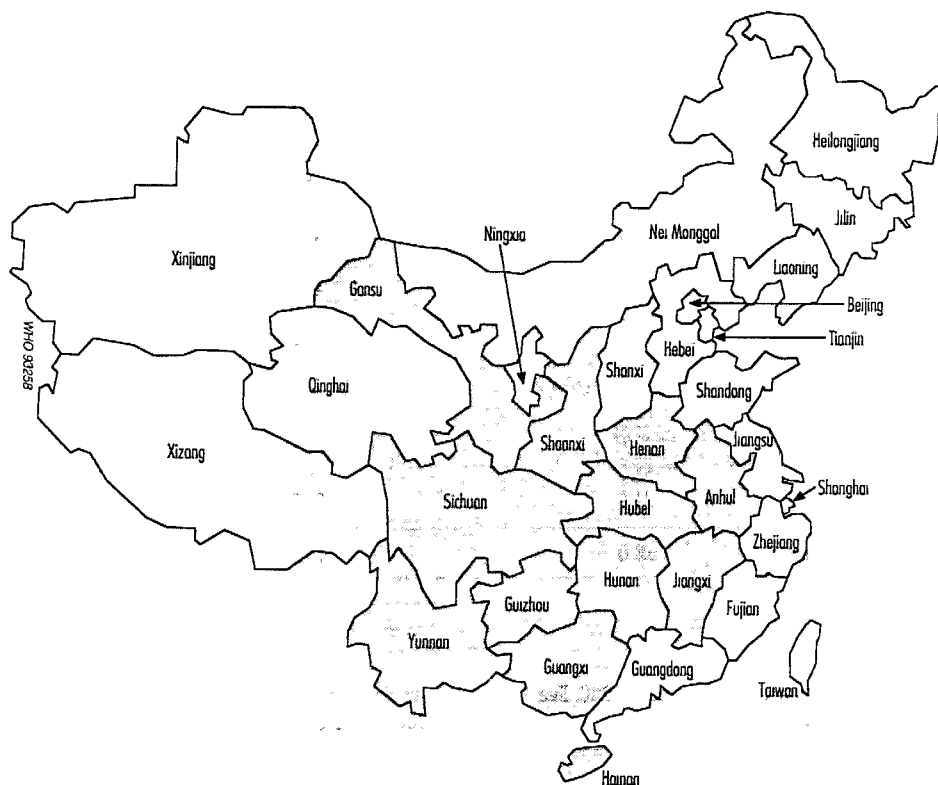 Heilongjiang
Jilin
Nei Monggol
Liaoning
Ningxia
Xinjiang
Gansu
Beijing
Tianjin
Hebei
WHO 93258
Shanxi
Qinghai
Shandong
Xizang
Shaanxi
Henan
Jiangsu
Shanghai
Sichuan
Hubei
Anhui
Zhejiang
Hunan
Jiangxi
Guizhou
Fujian
Yunnan
Guangxi
Guangdong
Taiwan
Hainan